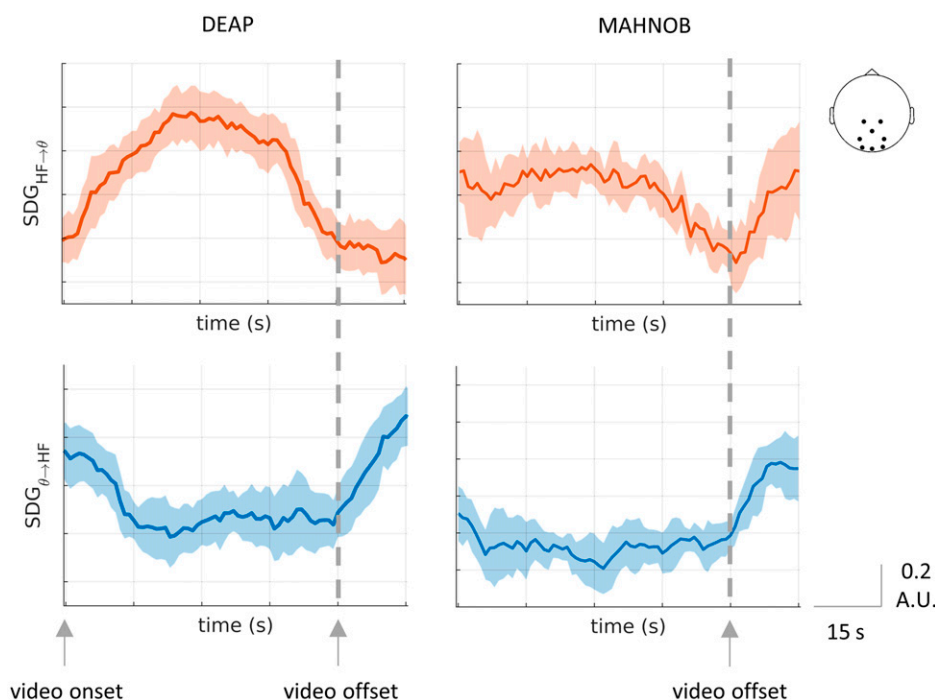 DEAP
MAHNOB
SDG HF→θ
time (s)
time (s)
SDG θ→HF
time (s)
time (s)
0.2
A.U.
15 s
video onset
video offset
video offset